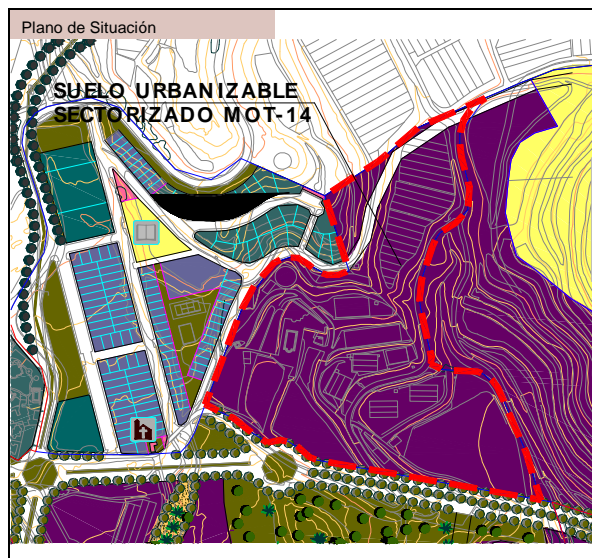 Plano de Situación
SUELO URBANIZABLE
SECTORIZADO MOT-14